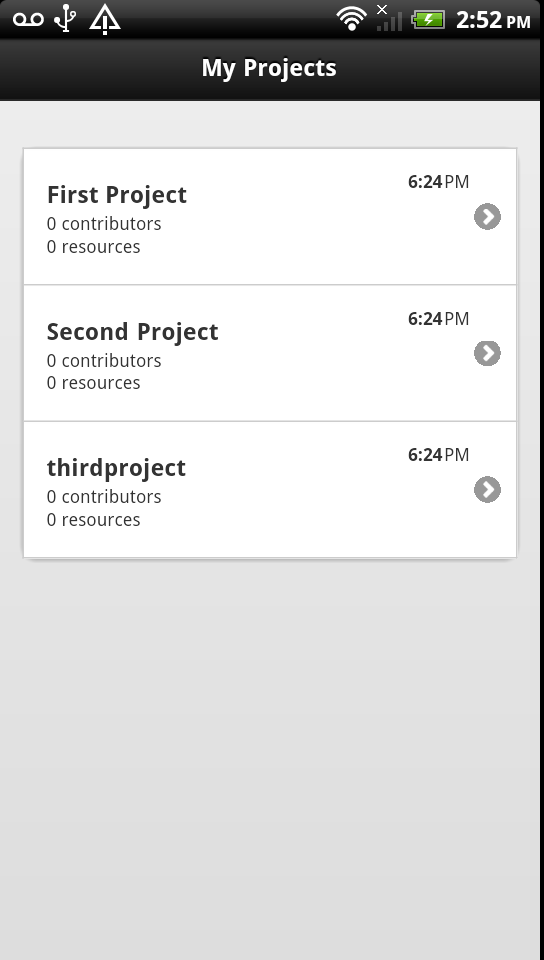 2:52 PM
My Projects
First Project
6:24PM
0 contributors
0 resources
Second Project
6:24PM
0 contributors
0 resources
thirdproject
6:24PM
0 contributors
0 resources